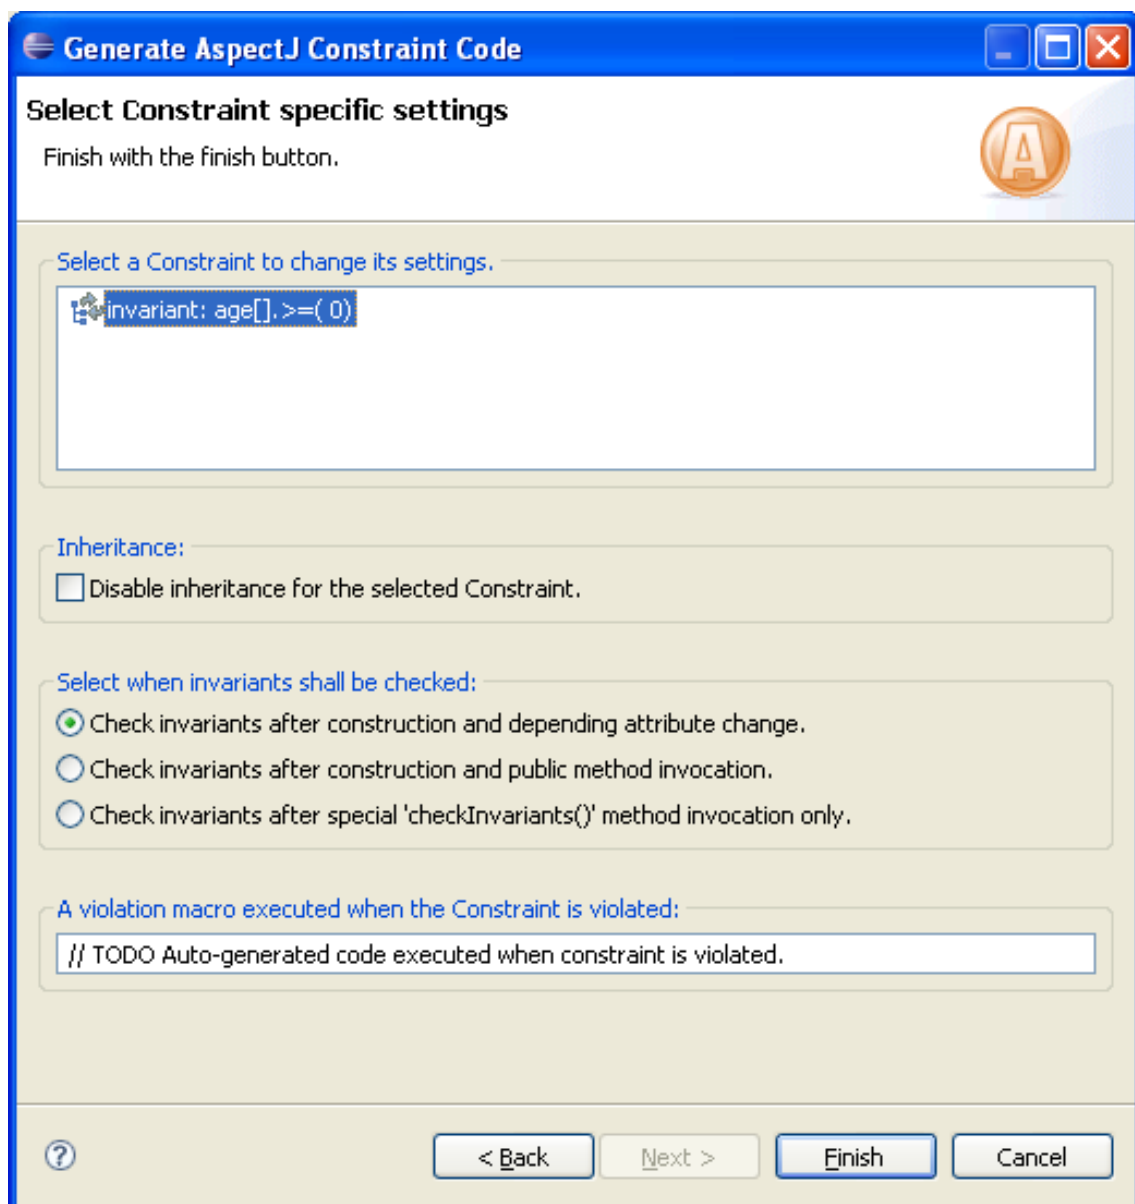 Generate AspectJ Constraint Code
Select Constraint specific settings
Finish with the finish button.
A
Select a Constraint to change its settings.
invariant: age[].>=( 0)
Inheritance:
Disable inheritance for the selected Constraint.
Select when invariants shall be checked:
Check invariants after construction and depending attribute change.
Check invariants after construction and public method invocation.
Check invariants after special 'checkInvariants()' method invocation only.
A violation macro executed when the Constraint is violated:
// TODO Auto-generated code executed when constraint is violated.
? < Back Next > Finish Cancel